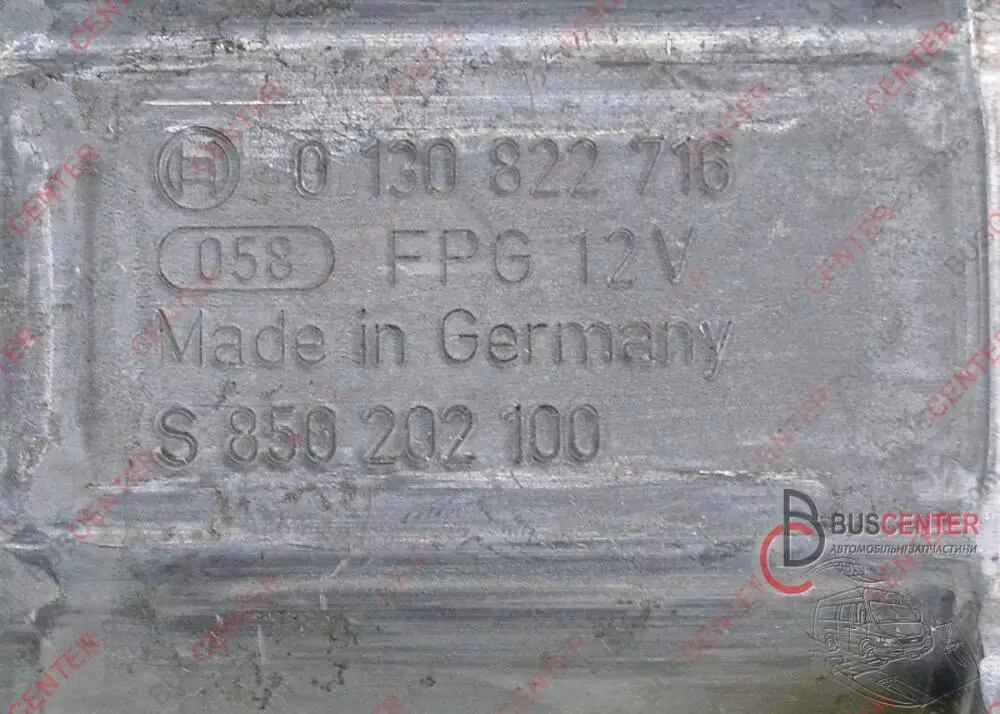 0 130 822 716
058 FPG 12V
Made in Germany
S 850 202 100
BUSCENTER
АВТОМОБІЛЬНІ ЗАПЧАСТИНИ